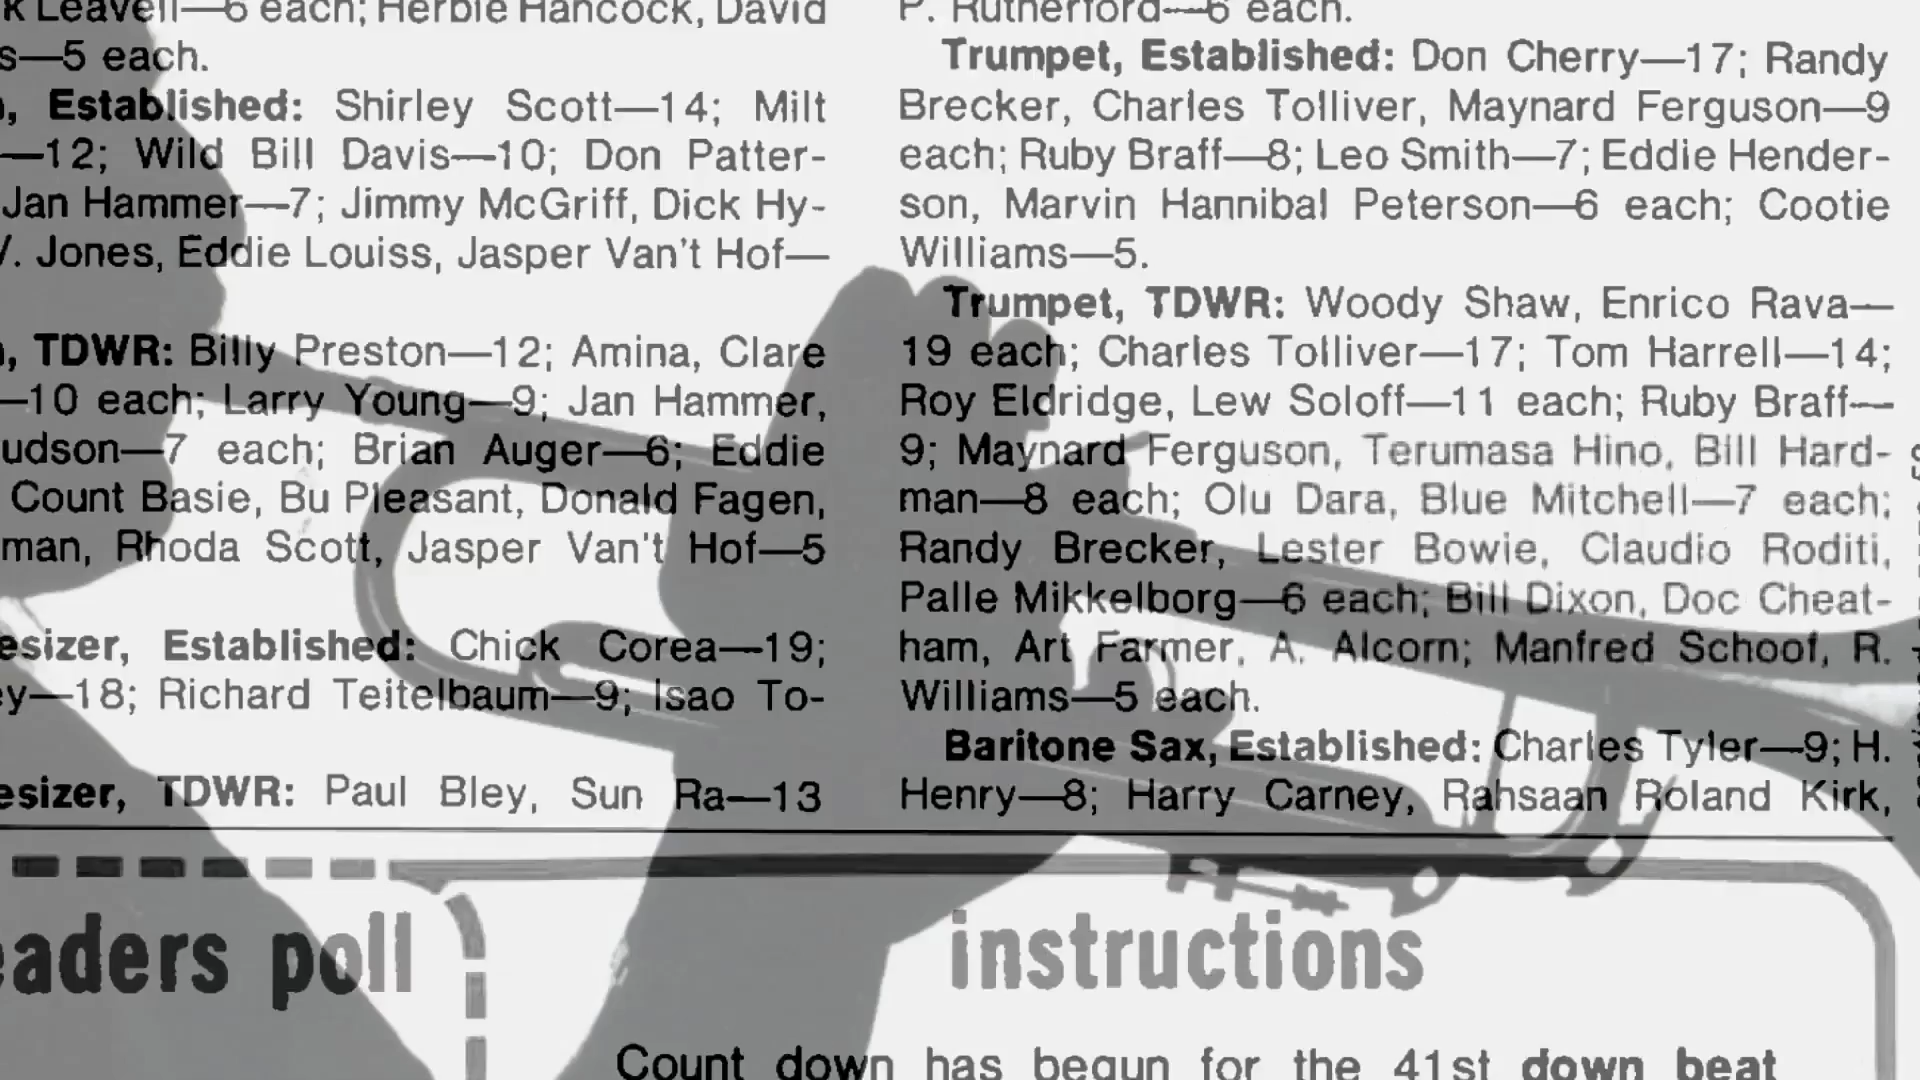 k Leavell—6 each; Herbie Hancock, David
s—5 each.
, Established: Shirley Scott—14; Milt
—12; Wild Bill Davis—10; Don Patter-
Jan Hammer—7; Jimmy McGriff, Dick Hy-
V. Jones, Eddie Louiss, Jasper Van't Hof—
, TDWR: Billy Preston—12; Amina, Clare
—10 each; Larry Young—9; Jan Hammer,
udson—7 each; Brian Auger—6; Eddie
Count Basie, Bu Pleasant, Donald Fagen,
man, Rhoda Scott, Jasper Van't Hof—5
esizer, Established: Chick Corea—19;
ey—18; Richard Teitelbaum—9; Isao To-
esizer, TDWR: Paul Bley, Sun Ra—13
P. Rutherford—6 each.
Trumpet, Established: Don Cherry—17; Randy
Brecker, Charles Tolliver, Maynard Ferguson—9
each; Ruby Braff—8; Leo Smith—7; Eddie Hender-
son, Marvin Hannibal Peterson—6 each; Cootie
Williams—5.
Trumpet, TDWR: Woody Shaw, Enrico Rava—
19 each; Charles Tolliver—17; Tom Harrell—14;
Roy Eldridge, Lew Soloff—11 each; Ruby Braff—
9; Maynard Ferguson, Terumasa Hino, Bill Hard-
man—8 each; Olu Dara, Blue Mitchell—7 each;
Randy Brecker, Lester Bowie, Claudio Roditi,
Palle Mikkelborg—6 each; Bill Dixon, Doc Cheat-
ham, Art Farmer, A. Alcorn; Manfred Schoof, R.
Williams—5 each.
Baritone Sax, Established: Charles Tyler—9; H.
Henry—8; Harry Carney, Rahsaan Roland Kirk,
eaders poll
instructions
Count down has begun for the 41st down beat